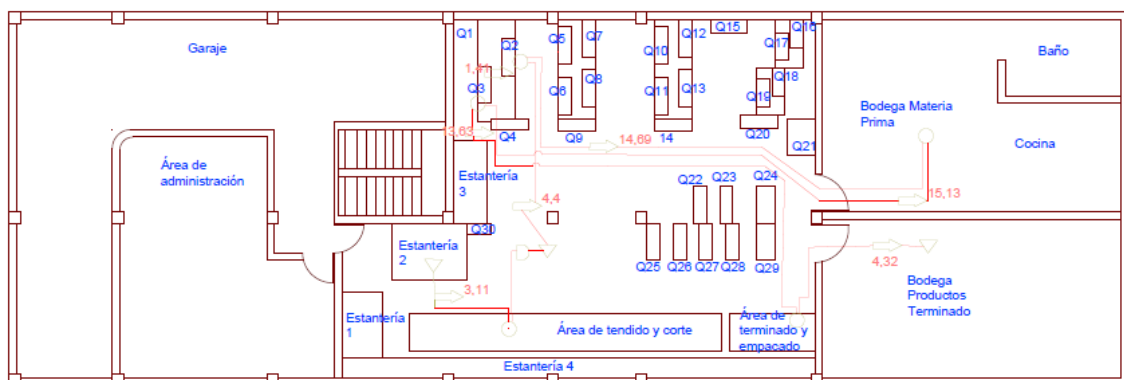 Garaje
Q1
Q2
Q5
Q7
Q10
Q12
Q15
Q16
Q17
Baño
1,41
Q3
Q6
Q8
Q11
Q13
Q18
Q19
Bodega Materia
Prima
13,63
Q4
Q9
14
Q20
Q21
14,69
Cocina
Área de
administración
Estantería
3
Q22
Q23
Q24
15,13
4,4
Q30
Estantería
2
Q25
Q26
Q27
Q28
Q29
4,32
3,11
Bodega
Productos
Terminado
Estantería
1
Área de tendido y corte
Área de
terminado y
empacado
Estantería 4